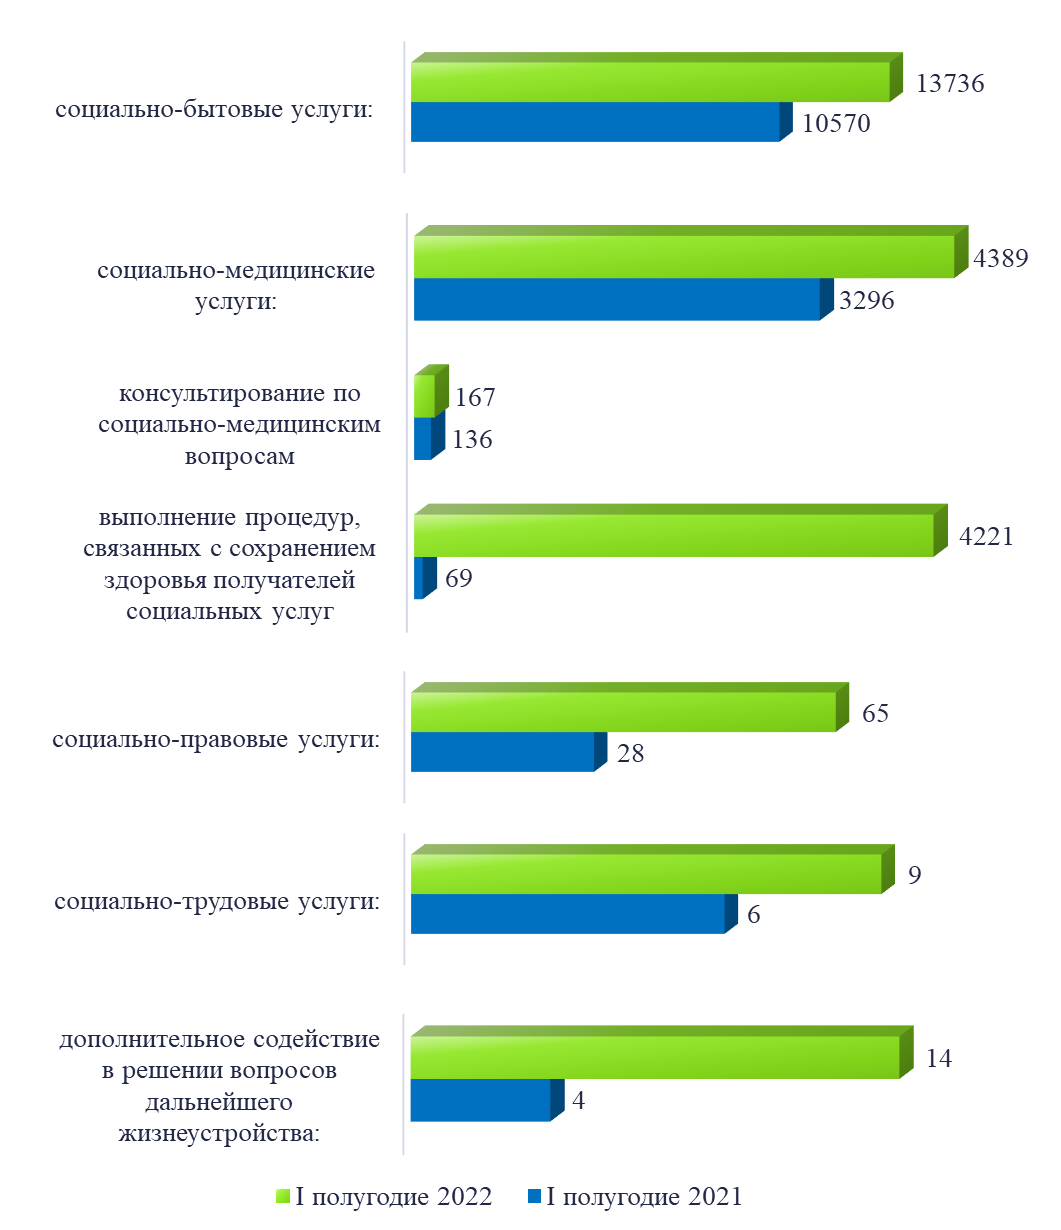 социально-бытовые услуги:
13736
10570
социально-медицинские
услуги:
4389
3296
консультирование по
социально-медицинским
вопросам
167
136
выполнение процедур,
связанных с сохранением
здоровья получателей
социальных услуг
4221
69
социально-правовые услуги:
65
28
социально-трудовые услуги:
9
6
дополнительное содействие
в решении вопросов
дальнейшего
жизнеустройства:
14
4
I полугодие 2022 I полугодие 2021